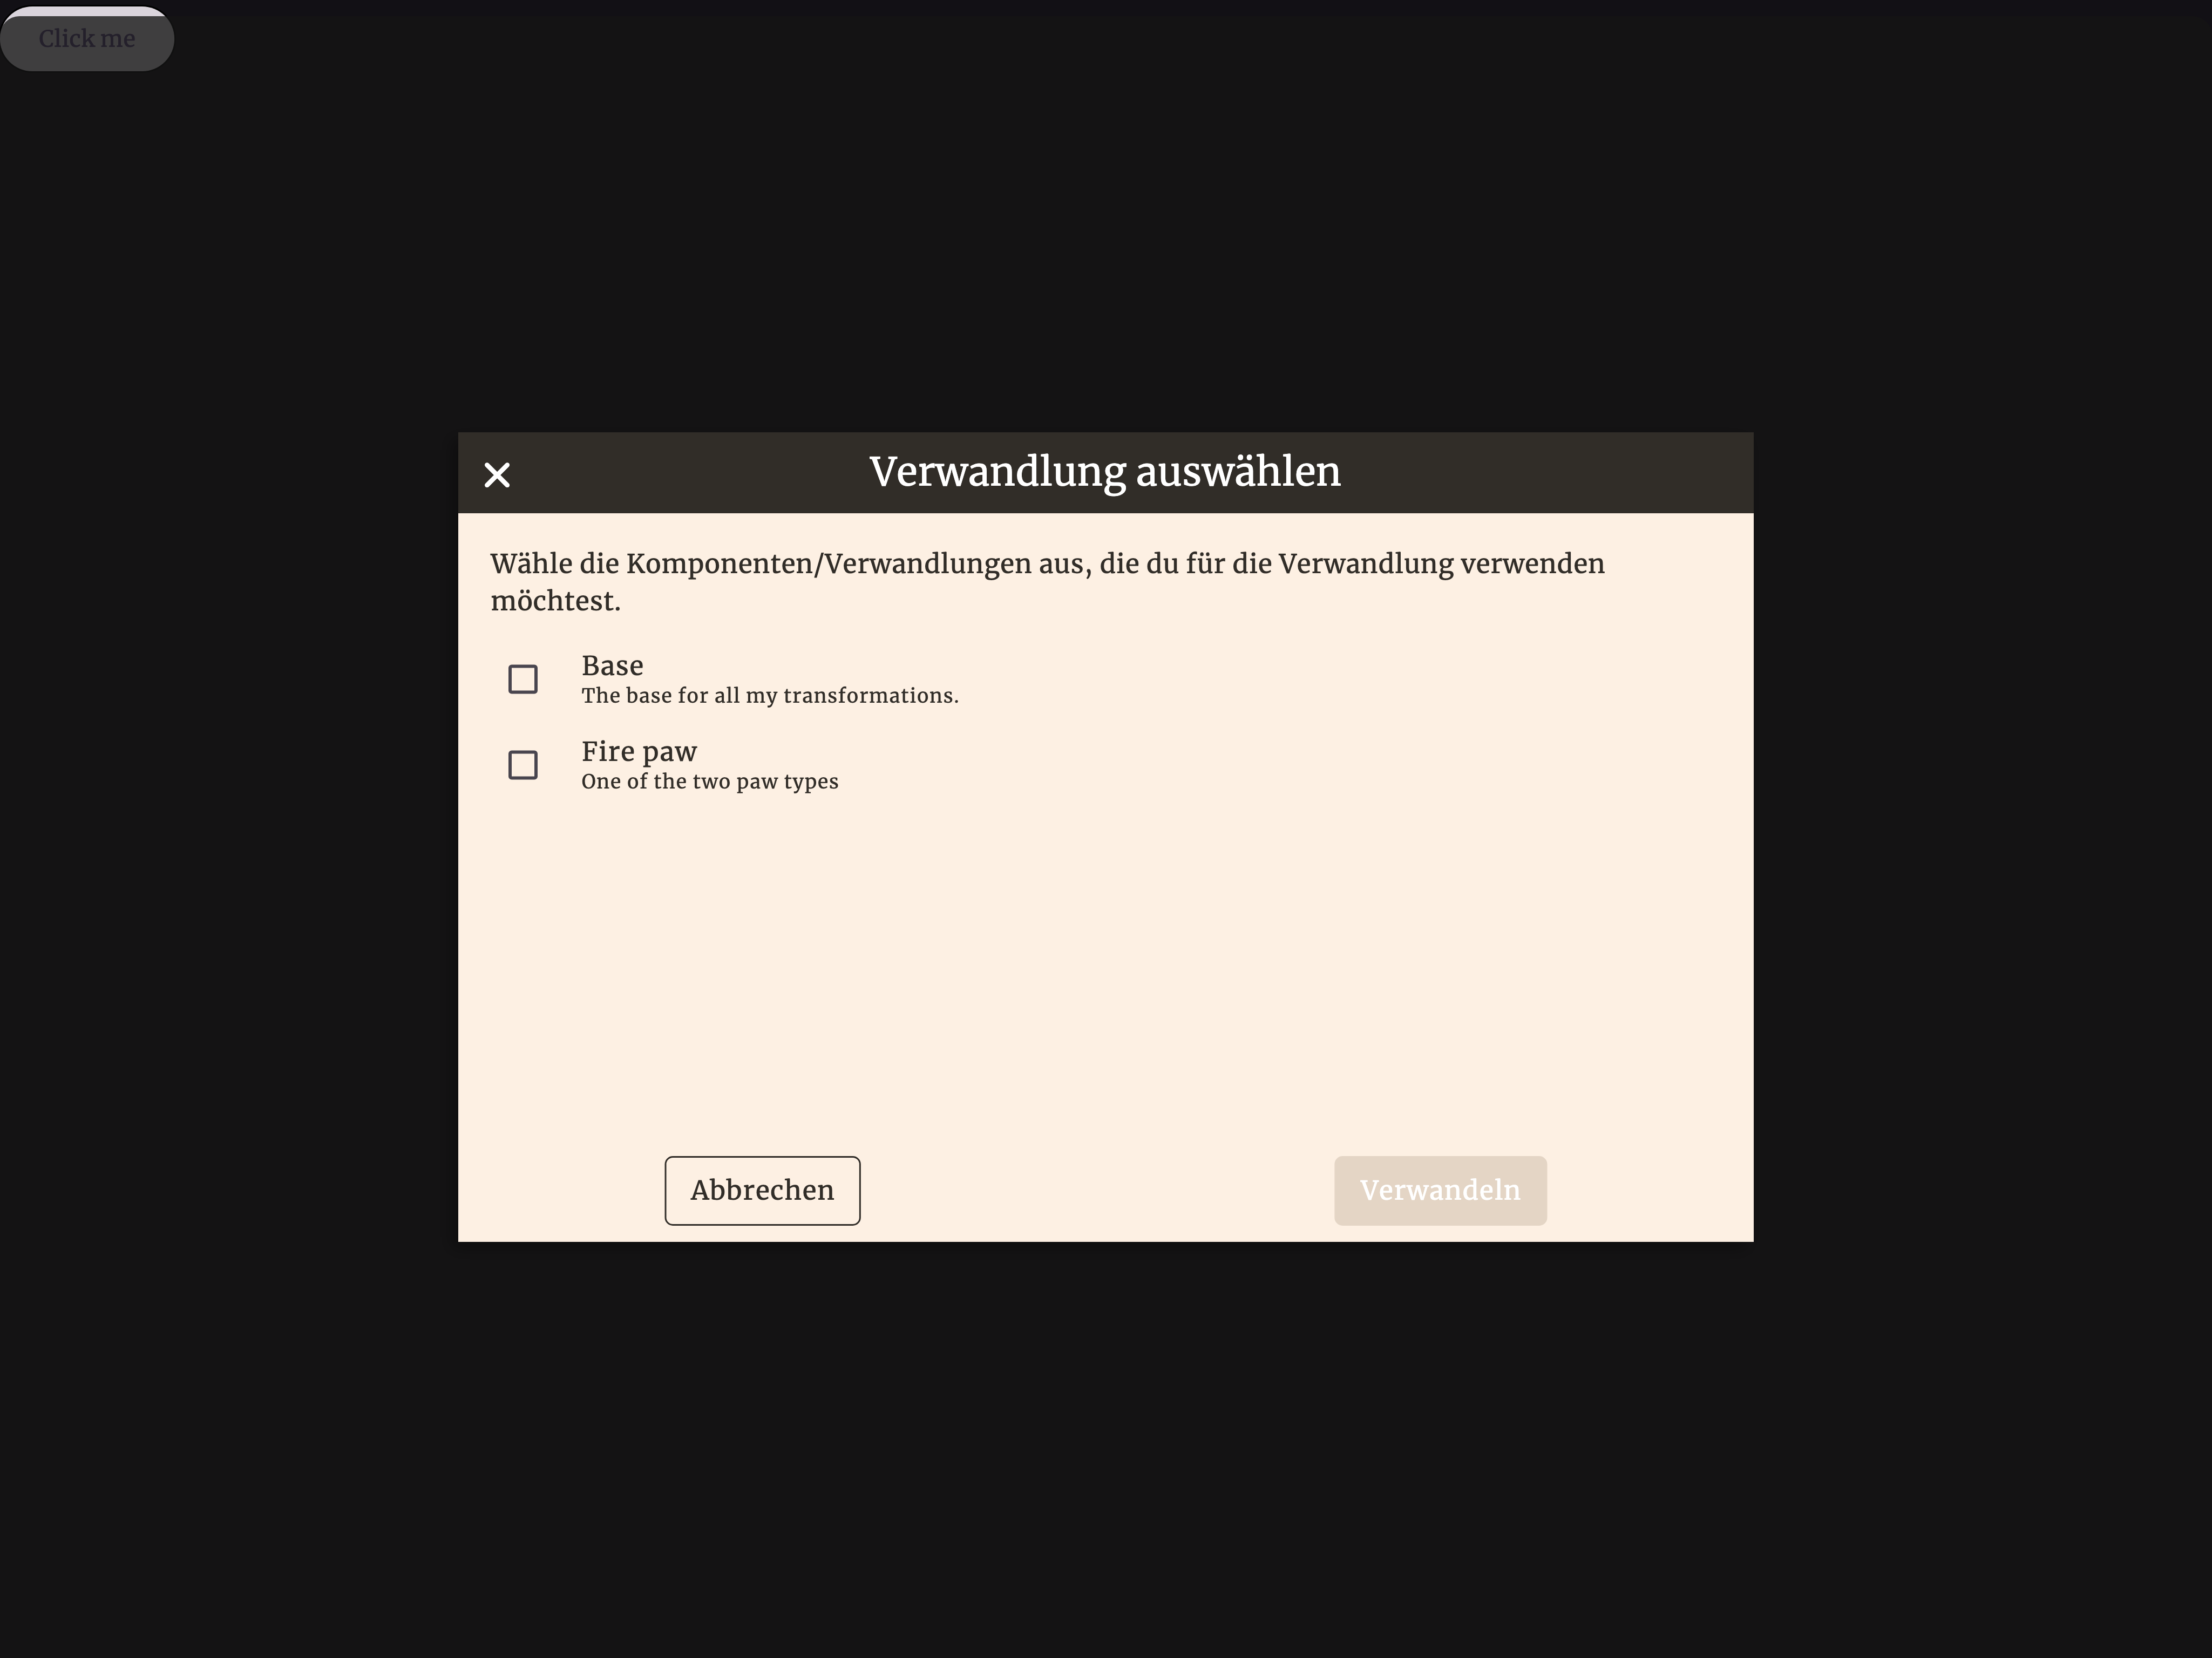 Click me
Verwandlung auswählen
Wähle die Komponenten/Verwandlungen aus, die du für die Verwandlung verwenden
möchtest.
Base
The base for all my transformations.
Fire paw
One of the two paw types
Abbrechen
Verwandeln